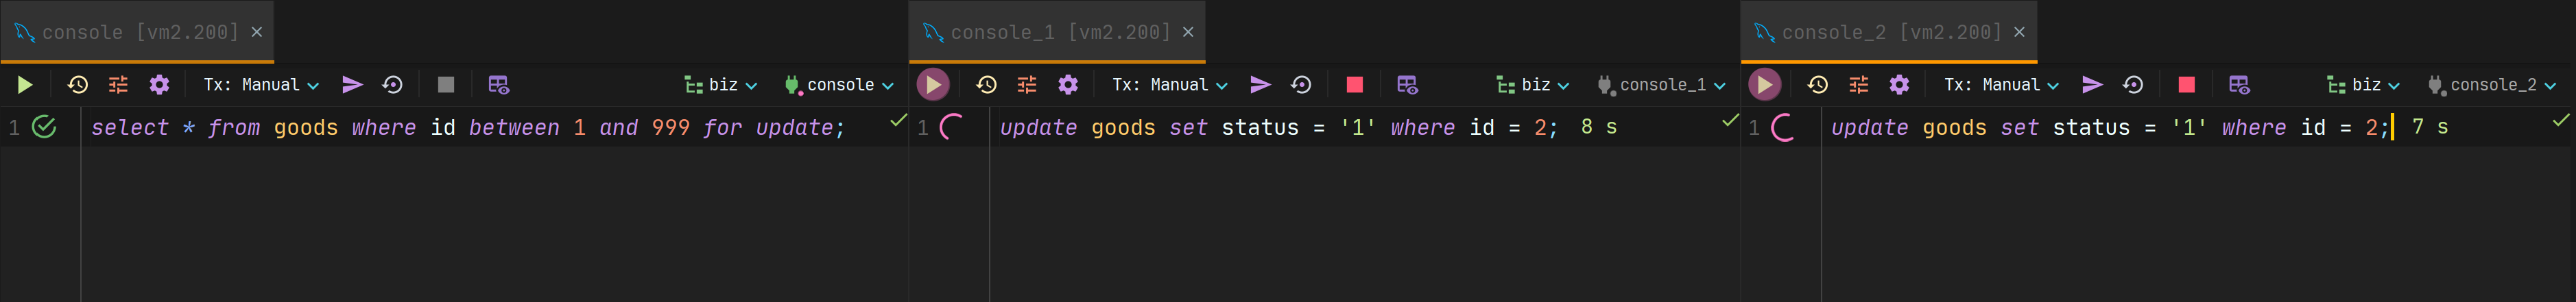 console [vm2.200]
Tx: Manual biz console
1 select * from goods where id between 1 and 999 for update;
console_1 [vm2.200]
Tx: Manual biz console_1
1 update goods set status = '1' where id = 2; 8 s
console_2 [vm2.200]
Tx: Manual biz console_2
1 update goods set status = '1' where id = 2; 7 s